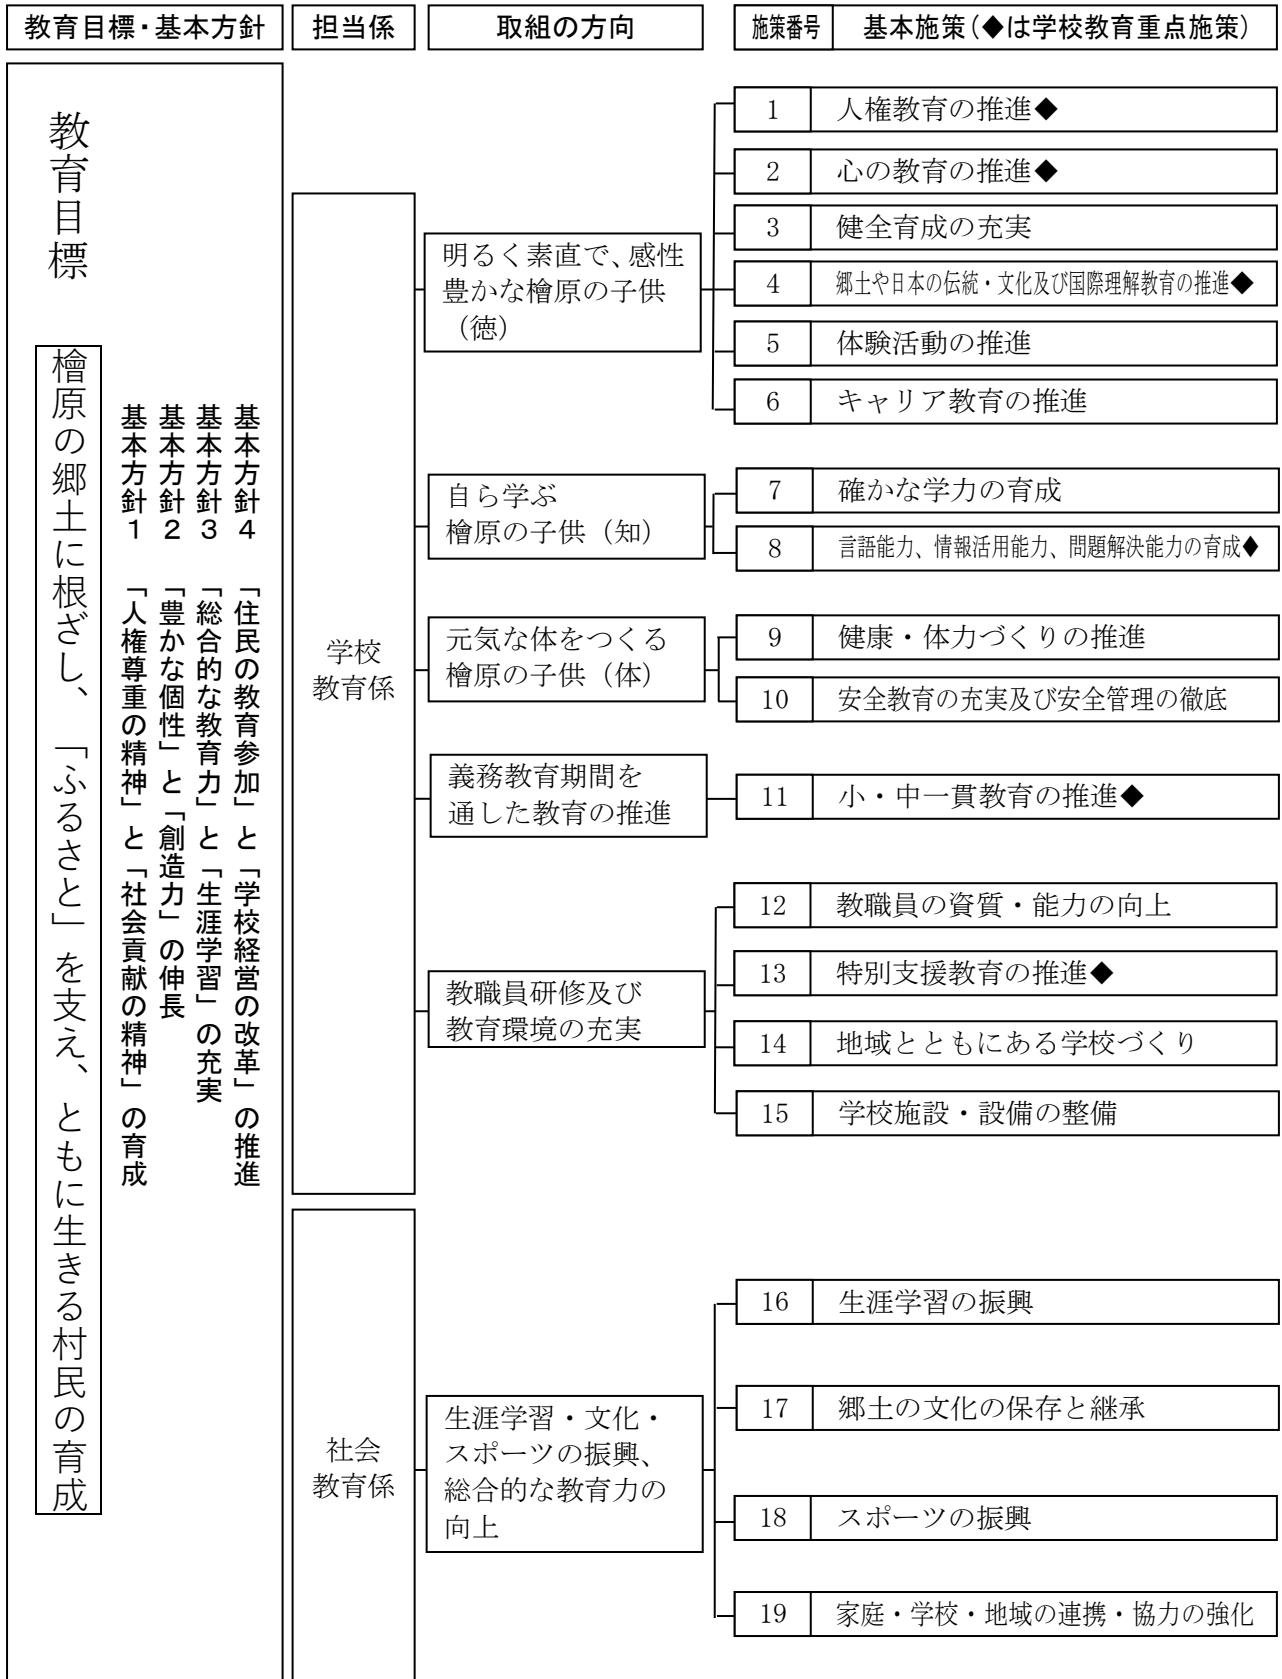 教育目標・基本方針
担当係
取組の方向
施策番号
基本施策(◆は学校教育重点施策)
教育目標
檜原の郷土に根ざし、「ふるさと」を支え、ともに生きる村民の育成
基本方針1 「人権尊重の精神」と「社会貢献の精神」の育成
基本方針2 「豊かな個性」と「創造力」の伸長
基本方針3 「総合的な教育力」と「生涯学習」の充実
基本方針4 「住民の教育参加」と「学校経営の改革」の推進
学校
教育係
明るく素直で、感性
豊かな檜原の子供
(徳)
1 人権教育の推進◆
2 心の教育の推進◆
3 健全育成の充実
4 郷土や日本の伝統・文化及び国際理解教育の推進◆
5 体験活動の推進
6 キャリア教育の推進
自ら学ぶ
檜原の子供(知)
7 確かな学力の育成
8 言語能力、情報活用能力、問題解決能力の育成◆
元気な体をつくる
檜原の子供(体)
9 健康・体力づくりの推進
10 安全教育の充実及び安全管理の徹底
義務教育期間を
通した教育の推進
11 小・中一貫教育の推進◆
教職員研修及び
教育環境の充実
12 教職員の資質・能力の向上
13 特別支援教育の推進◆
14 地域とともにある学校づくり
15 学校施設・設備の整備
社会
教育係
生涯学習・文化・
スポーツの振興、
総合的な教育力の
向上
16 生涯学習の振興
17 郷土の文化の保存と継承
18 スポーツの振興
19 家庭・学校・地域の連携・協力の強化